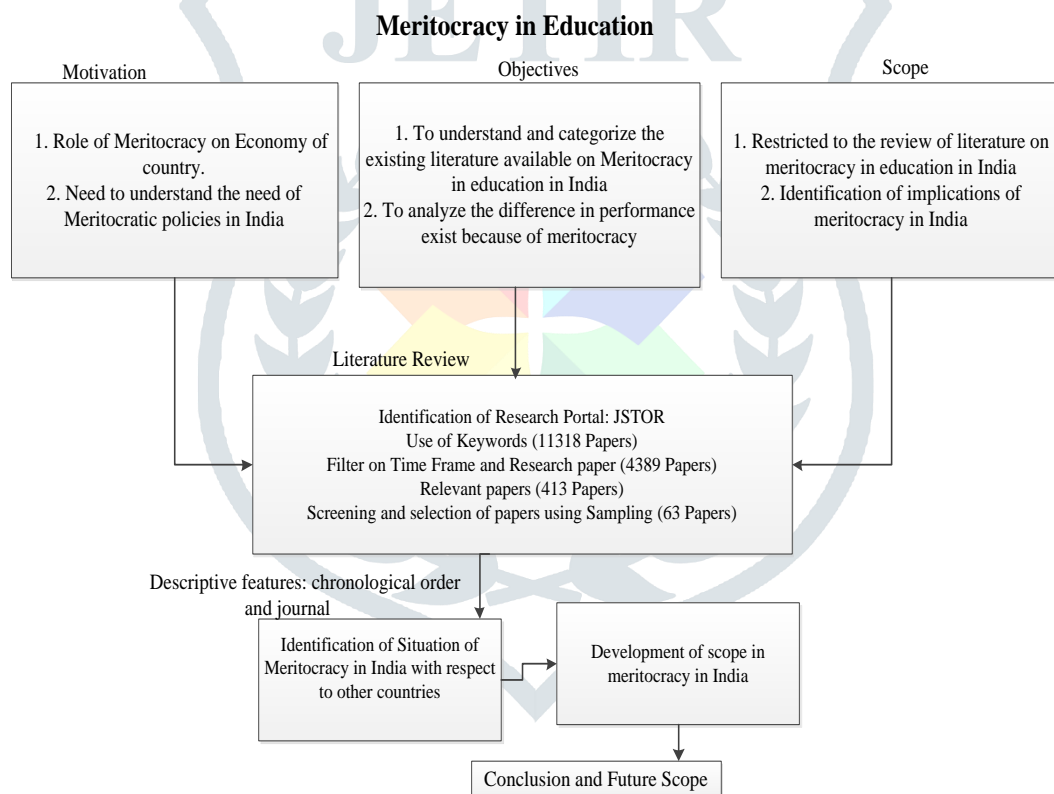 JETIR
Meritocracy in Education
Motivation
Objectives
Scope
1. Role of Meritocracy on Economy of
country.
2. Need to understand the need of
Meritocratic policies in India
1. To understand and categorize the
existing literature available on Meritocracy
in education in India
2. To analyze the difference in performance
exist because of meritocracy
1. Restricted to the review of literature on
meritocracy in education in India
2. Identification of implications of
meritocracy in India
Literature Review
Identification of Research Portal: JSTOR
Use of Keywords (11318 Papers)
Filter on Time Frame and Research paper (4389 Papers)
Relevant papers (413 Papers)
Screening and selection of papers using Sampling (63 Papers)
Descriptive features: chronological order
and journal
Identification of Situation of
Meritocracy in India with respect
to other countries
Development of scope in
meritocracy in India
Conclusion and Future Scope